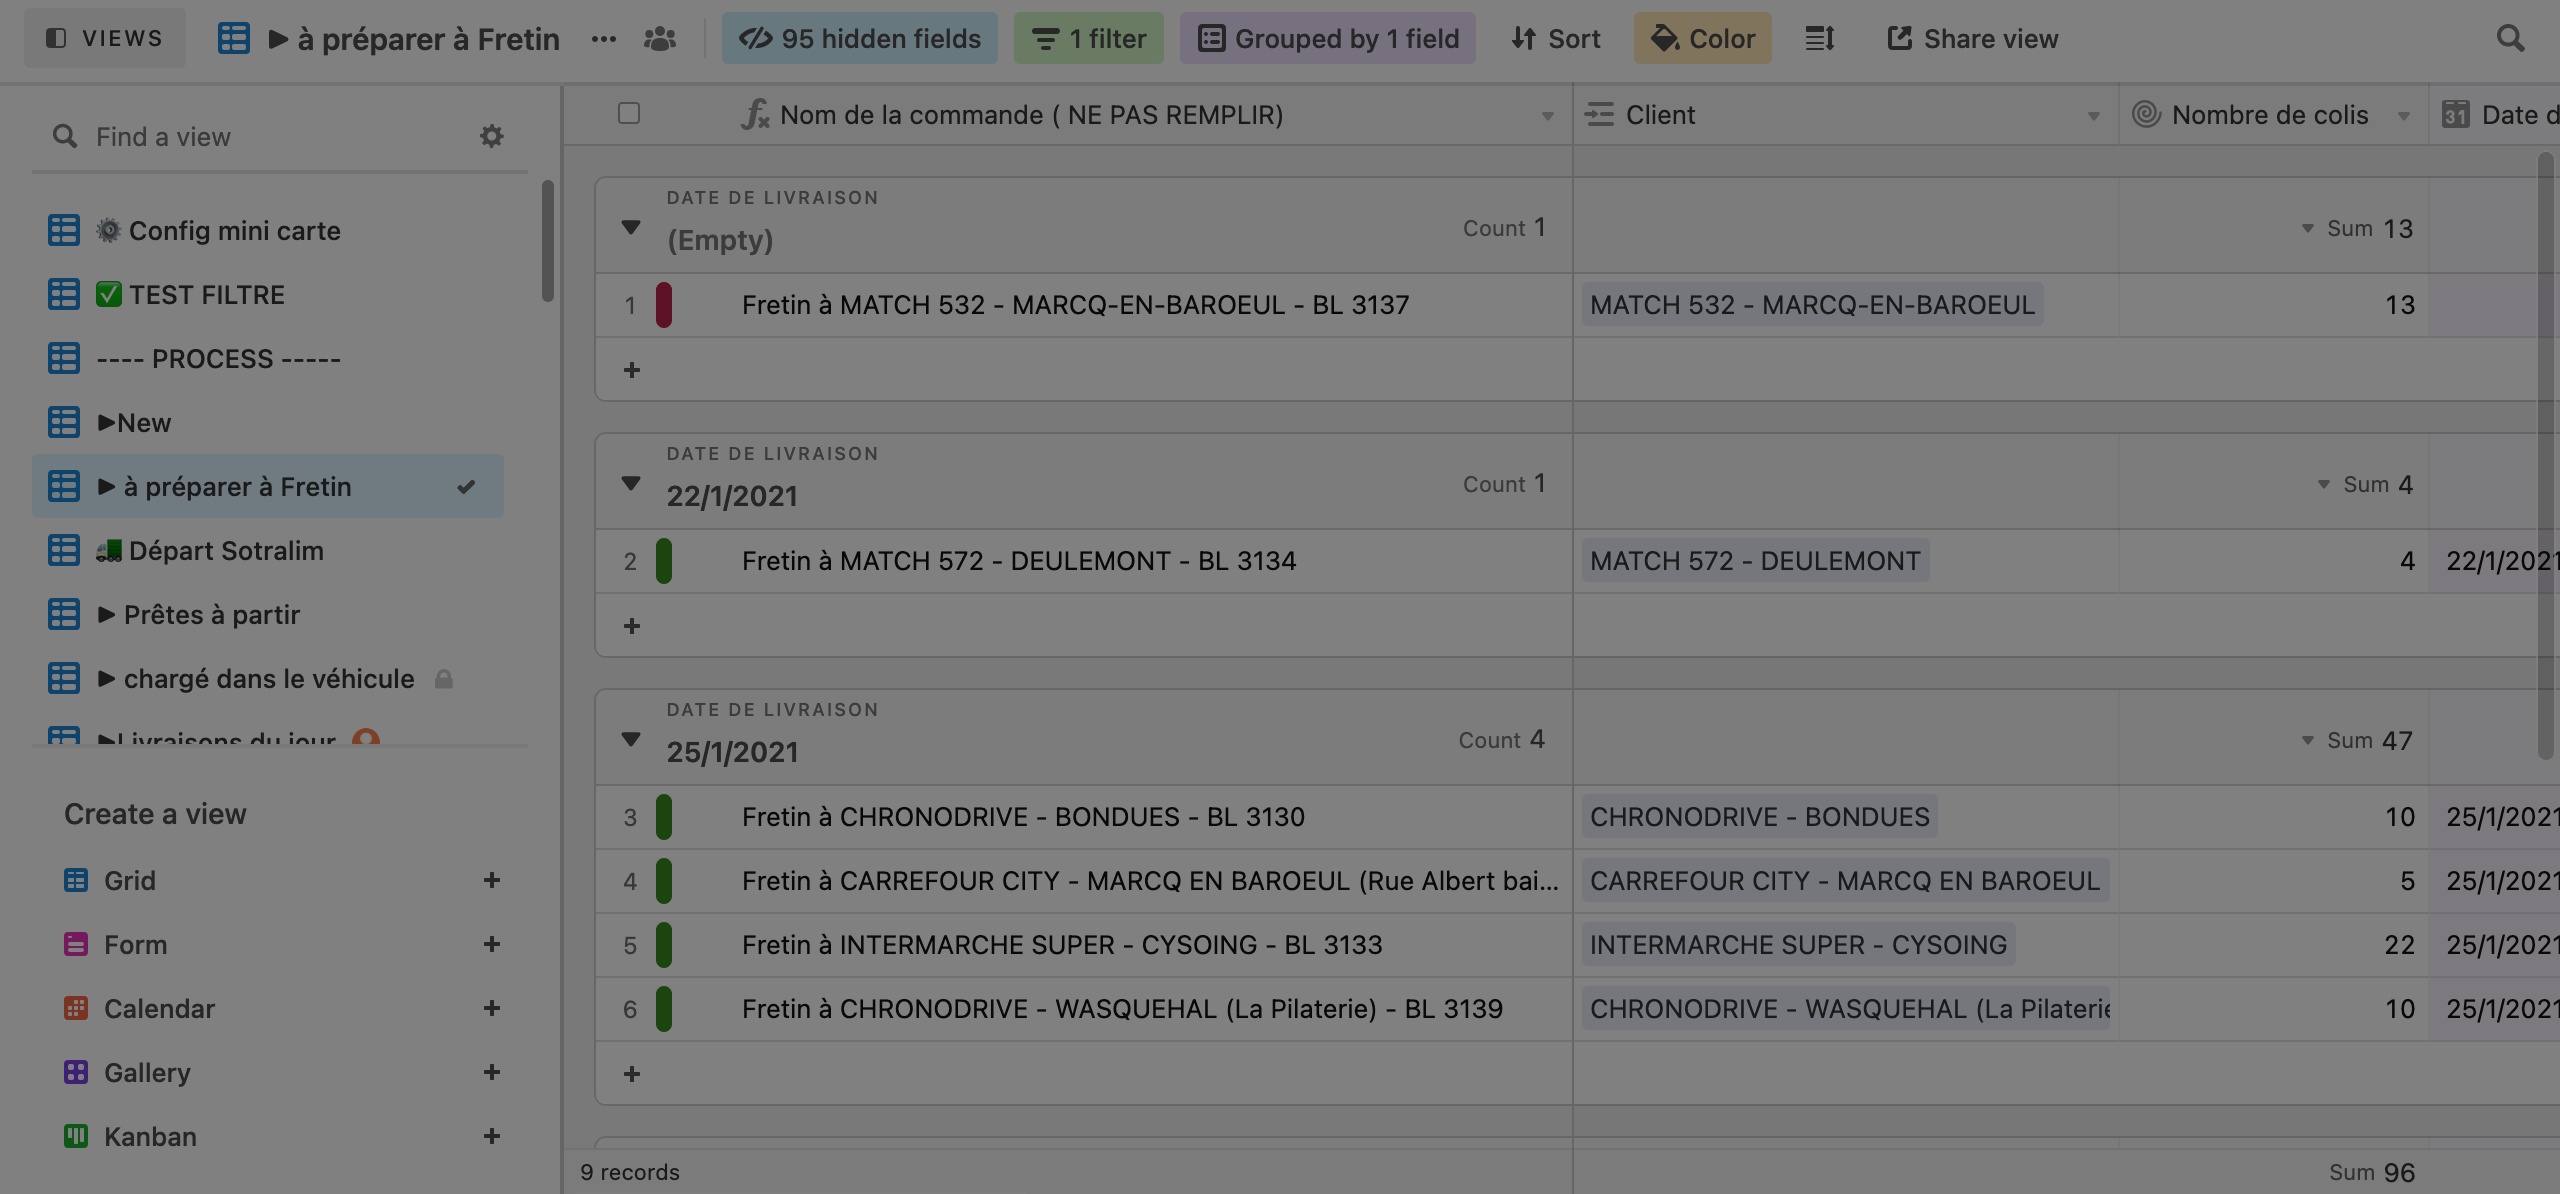 VIEWS
▶ à préparer à Fretin
95 hidden fields
1 filter
Grouped by 1 field
Sort
Color
Share view
Find a view
Config mini carte
✅ TEST FILTRE
---- PROCESS -----
▶New
▶ à préparer à Fretin
🚛 Départ Sotralim
▶ Prêtes à partir
▶ chargé dans le véhicule
▶Livraisons du jour
Create a view
Grid
Form
Calendar
Gallery
Kanban
Nom de la commande ( NE PAS REMPLIR)
Client
Nombre de colis
31 Date d
DATE DE LIVRAISON
(Empty)
Count 1
Sum 13
1 Fretin à MATCH 532 - MARCQ-EN-BAROEUL - BL 3137
MATCH 532 - MARCQ-EN-BAROEUL
13
DATE DE LIVRAISON
22/1/2021
Count 1
Sum 4
2 Fretin à MATCH 572 - DEULEMONT - BL 3134
MATCH 572 - DEULEMONT
4
22/1/2021
DATE DE LIVRAISON
25/1/2021
Count 4
Sum 47
3 Fretin à CHRONODRIVE - BONDUES - BL 3130
CHRONODRIVE - BONDUES
10
25/1/2021
4 Fretin à CARREFOUR CITY - MARCQ EN BAROEUL (Rue Albert bai...
CARREFOUR CITY - MARCQ EN BAROEUL
5
25/1/2021
5 Fretin à INTERMARCHE SUPER - CYSOING - BL 3133
INTERMARCHE SUPER - CYSOING
22
25/1/2021
6 Fretin à CHRONODRIVE - WASQUEHAL (La Pilaterie) - BL 3139
CHRONODRIVE - WASQUEHAL (La Pilaterie
10
25/1/2021
9 records
Sum 96